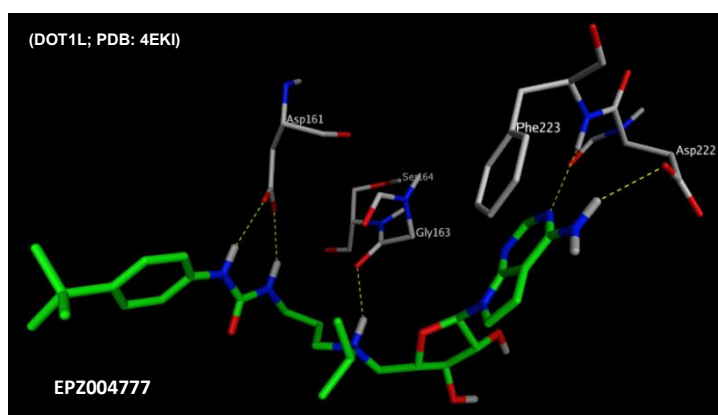 (DOT1L; PDB: 4EKI)
Asp161
Phe223
Asp222
Ser164
Gly163
EPZ004777